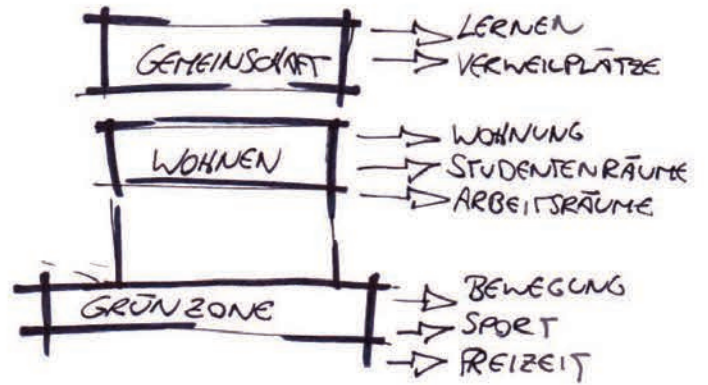 GEMEINSCHAFT
LERNEN
VERWEILPLÄTZE
WOHNEN
WOHNUNG
STUDENTENRÄUME
ARBEITSRÄUME
GRÜNZONE
BEWEGUNG
SPORT
FREIZEIT